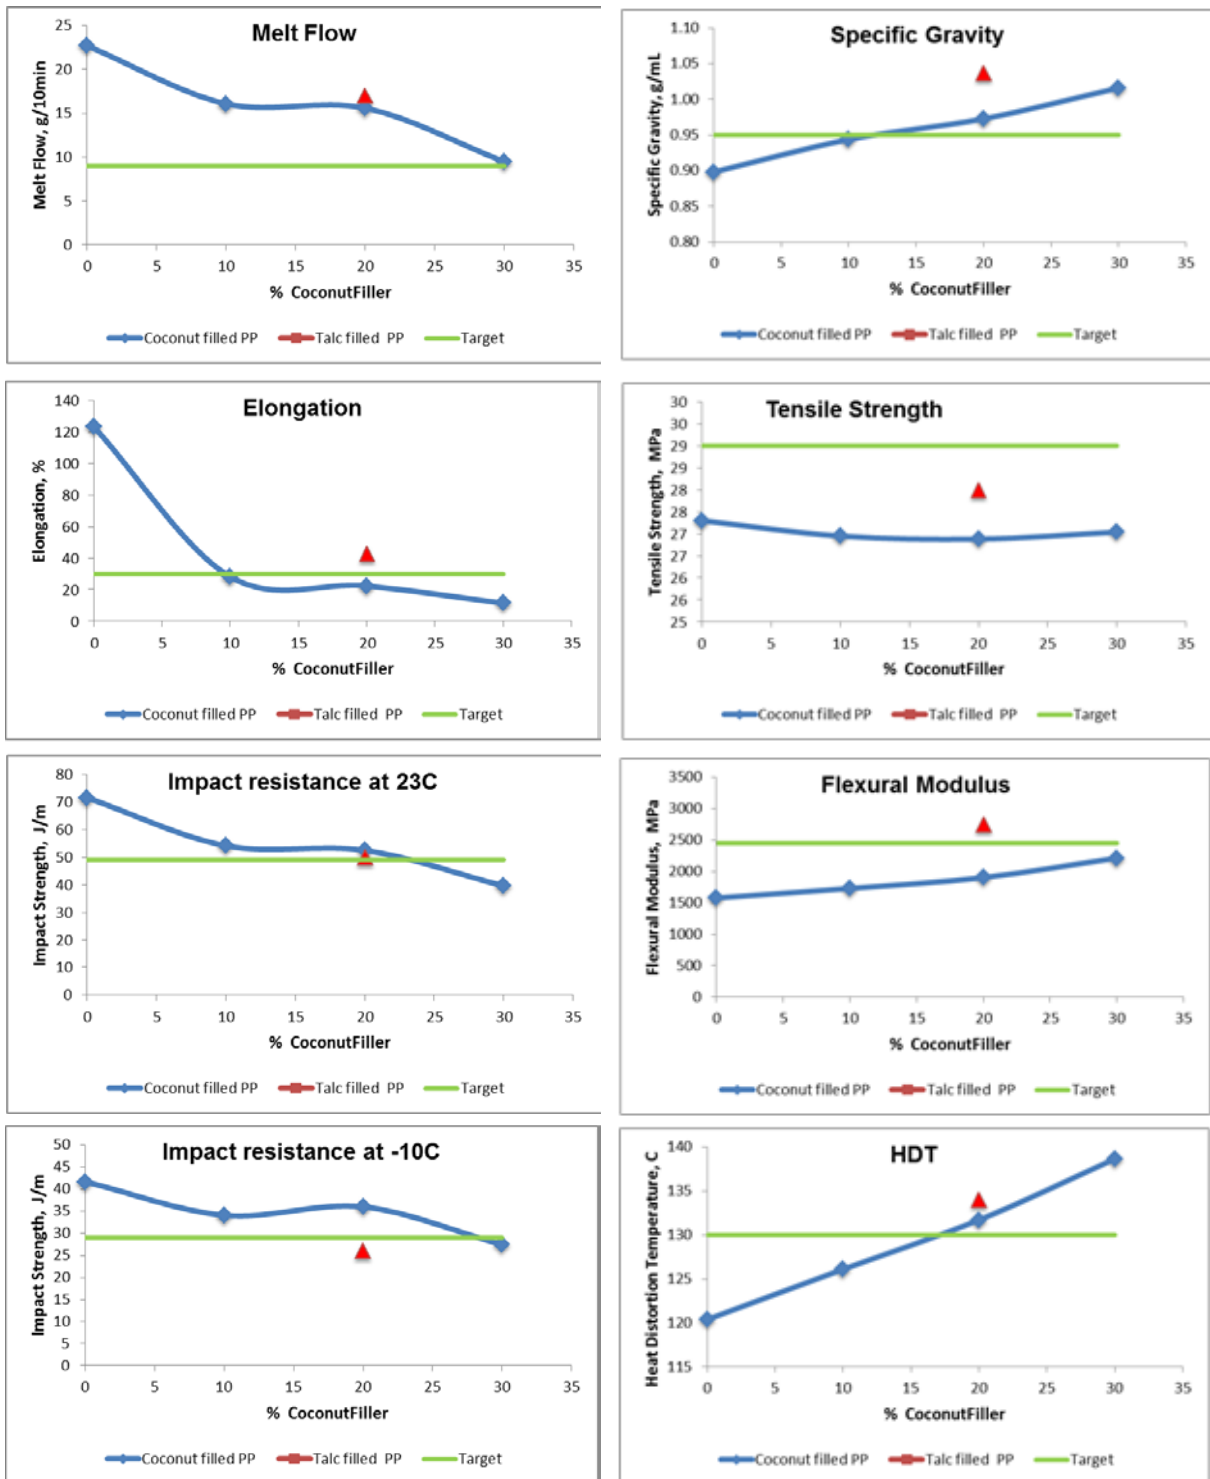 Melt Flow
Melt Flow, g/10min
25
20
15
10
5
0
0 5 10 15 20 25 30 35
% CoconutFiller
Coconut filled PP Talc filled PP Target
Specific Gravity
Specific Gravity, g/mL
1.10
1.05
1.00
0.95
0.90
0.85
0.80
0 5 10 15 20 25 30 35
% CoconutFiller
Coconut filled PP Talc filled PP Target
Elongation
Elongation, %
140
120
100
80
60
40
20
0
0 5 10 15 20 25 30 35
% CoconutFiller
Coconut filled PP Talc filled PP Target
Tensile Strength
Tensile Strength, MPa
30
30
29
29
28
28
27
27
26
26
25
0 5 10 15 20 25 30 35
% CoconutFiller
Coconut filled PP Talc filled PP Target
Impact resistance at 23C
Impact Strength, J/m
80
70
60
50
40
30
20
10
0
0 5 10 15 20 25 30 35
% CoconutFiller
Coconut filled PP Talc filled PP Target
Flexural Modulus
Flexural Modulus, MPa
3500
3000
2500
2000
1500
1000
500
0
0 5 10 15 20 25 30 35
% CoconutFiller
Coconut filled PP Talc filled PP Target
Impact resistance at -10C
Impact Strength, J/m
50
45
40
35
30
25
20
15
10
5
0
0 5 10 15 20 25 30 35
% CoconutFiller
Coconut filled PP Talc filled PP Target
HDT
Heat Distortion Temperature, C
140
135
130
125
120
115
0 5 10 15 20 25 30 35
% CoconutFiller
Coconut filled PP Talc filled PP Target